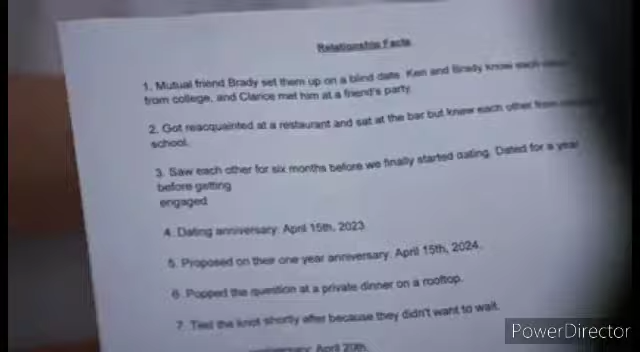 Relationship Facts
1. Mutual friend Brady set them up on a blind date. Ken and Brady know each
from college, and Clarice met him at a friend's party.
2. Got reacquainted at a restaurant and sat at the bar but knew each other from
school.
3. Saw each other for six months before we finally started dating. Dated for a year
before getting
engaged
4. Dating anniversary: April 15th, 2023
5. Proposed on their one year anniversary: April 15th, 2024.
6. Popped the question at a private dinner on a rooftop.
7. Tied the knot shortly after because they didn't want to wait.
anniversary: April 20th.
PowerDirector